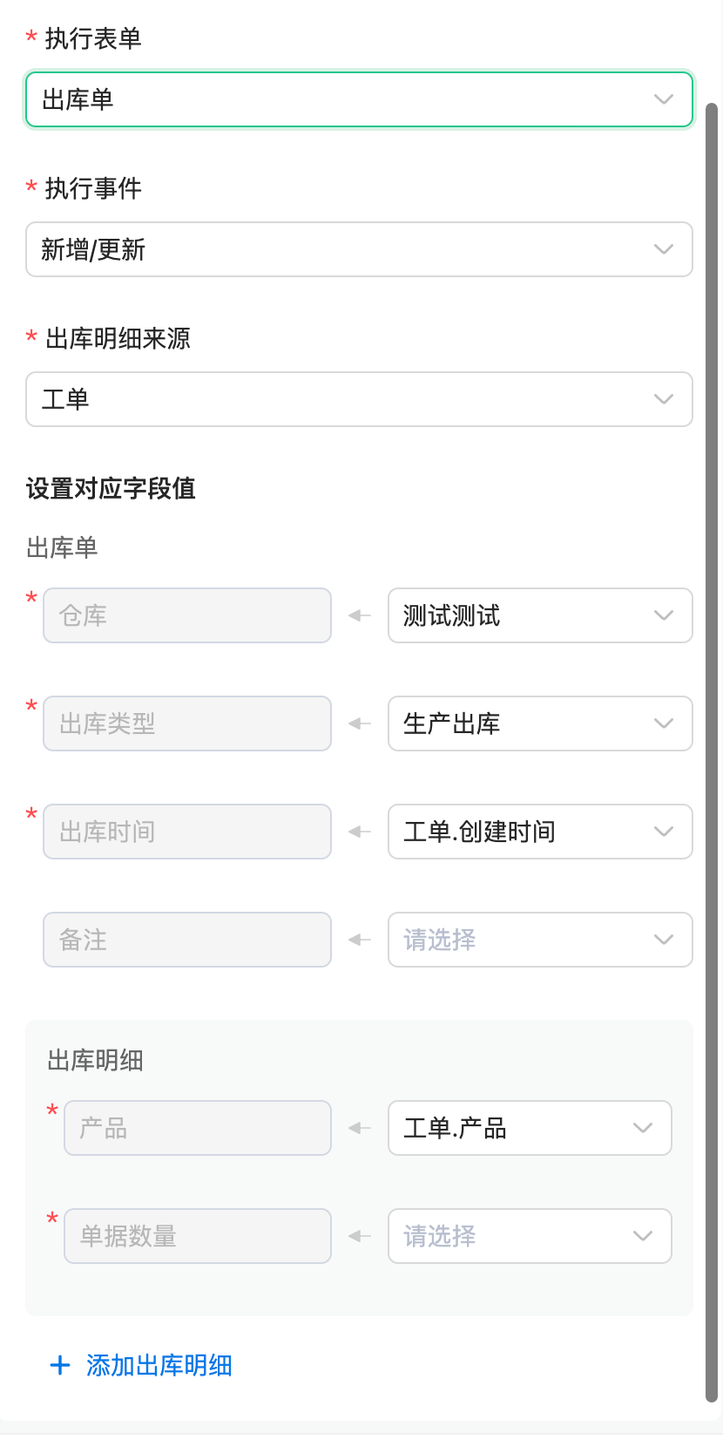 * 执行表单
出库单
* 执行事件
新增/更新
* 出库明细来源
工单
设置对应字段值
出库单
* 仓库 ← 测试测试
* 出库类型 ← 生产出库
* 出库时间 ← 工单.创建时间
备注 ← 请选择
出库明细
* 产品 ← 工单.产品
* 单据数量 ← 请选择
+ 添加出库明细